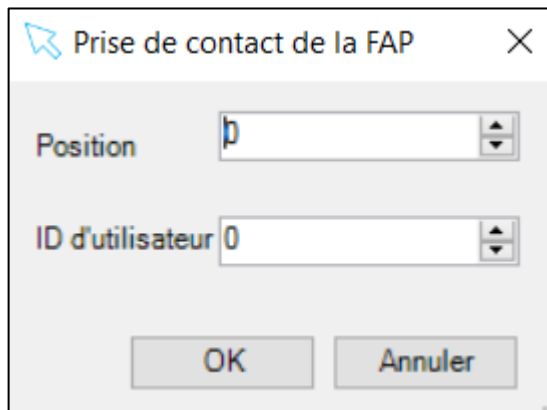 Prise de contact de la FAP
Position 0
ID d'utilisateur 0
OK Annuler